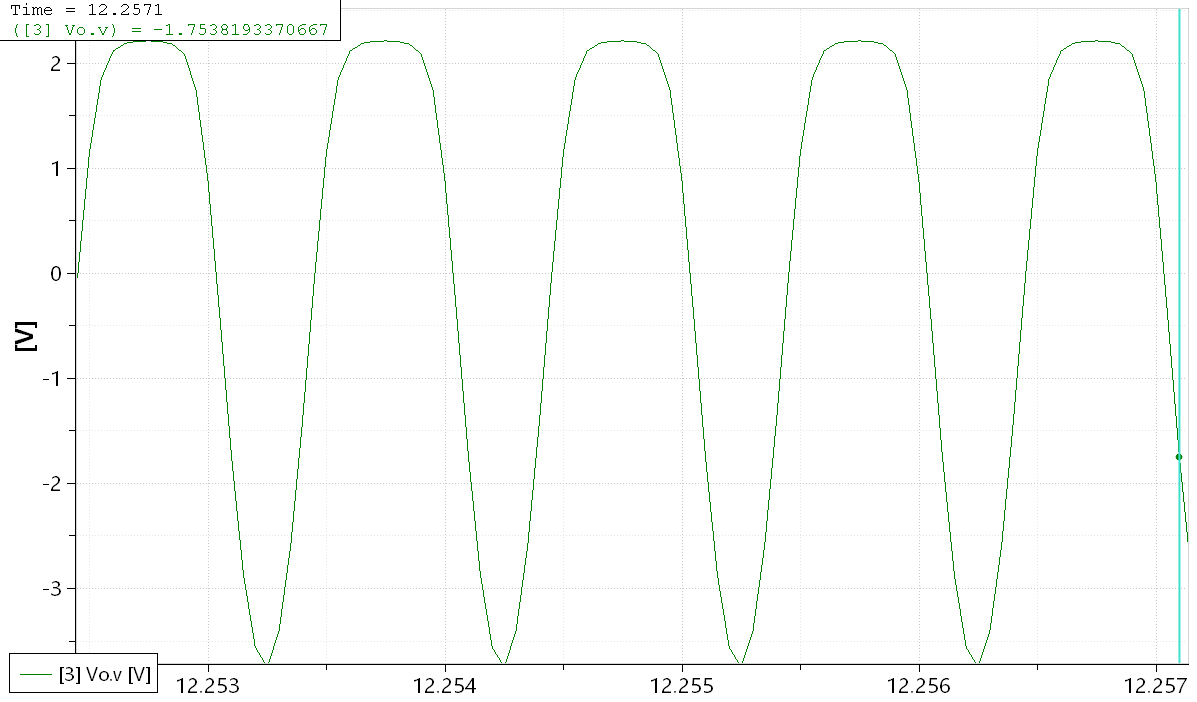 Time = 12.2571
([3] Vo.v) = -1.7538193370667
2
1
0
-1
-2
-3
[V]
[3] Vo.v [V]
12.253
12.254
12.255
12.256
12.257